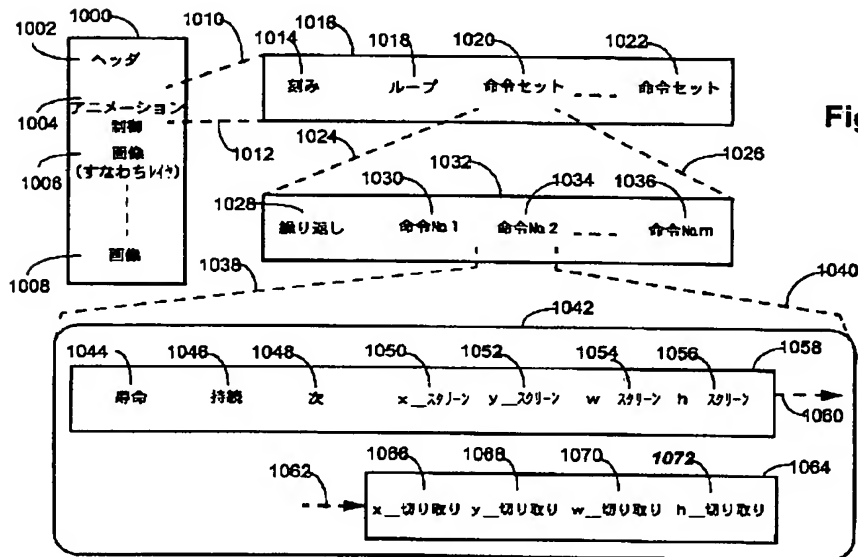 1000
1002
1010
1014
1016
1018
1020
1022
ヘッダ
刻み ループ 命令セット 命令セット
アニメーション
1004
制御
1012
画像
1006
(すなわちレイヤ)
Fig
1024
1026
1032
1030
1034
1036
1028
繰り返し 命令No.1 命令No.2 命令No.m
画像
1008
1038
1040
1042
1044 1046 1048 1050 1052 1054 1056 1058
寿命 持続 次 x_スクリーン y_スクリーン w スクリーン h スクリーン
1060
1062
1066 1068 1070 1072 1064
x_切り取り y_切り取り w_切り取り h_切り取り